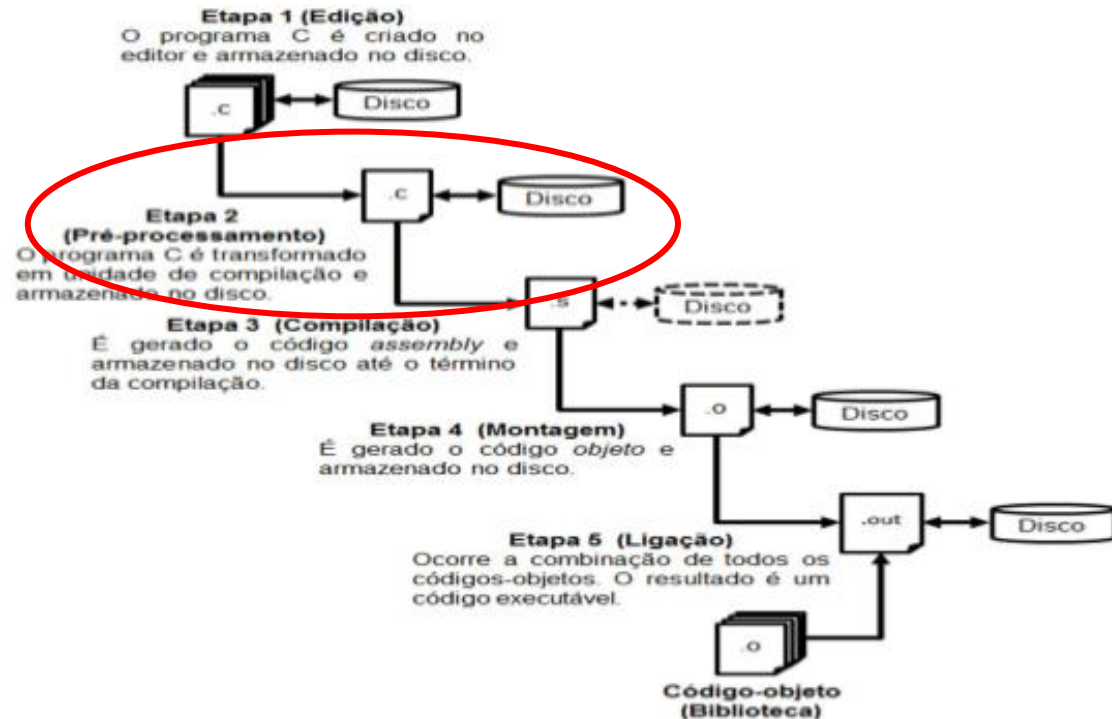 Etapa 1 (Edição)
O programa C é criado no
editor e armazenado no disco.
.c
Disco
.c
Disco
Etapa 2
(Pré-processamento)
O programa C é transformado
em unidade de compilação e
armazenado no disco.
.s
Disco
Etapa 3 (Compilação)
É gerado o código assembly e
armazenado no disco até o término
da compilação.
.o
Disco
Etapa 4 (Montagem)
É gerado o código objeto e
armazenado no disco.
.out
Disco
Etapa 5 (Ligação)
Ocorre a combinação de todos os
códigos-objetos. O resultado é um
código executável.
.o
Código-objeto
(Biblioteca)